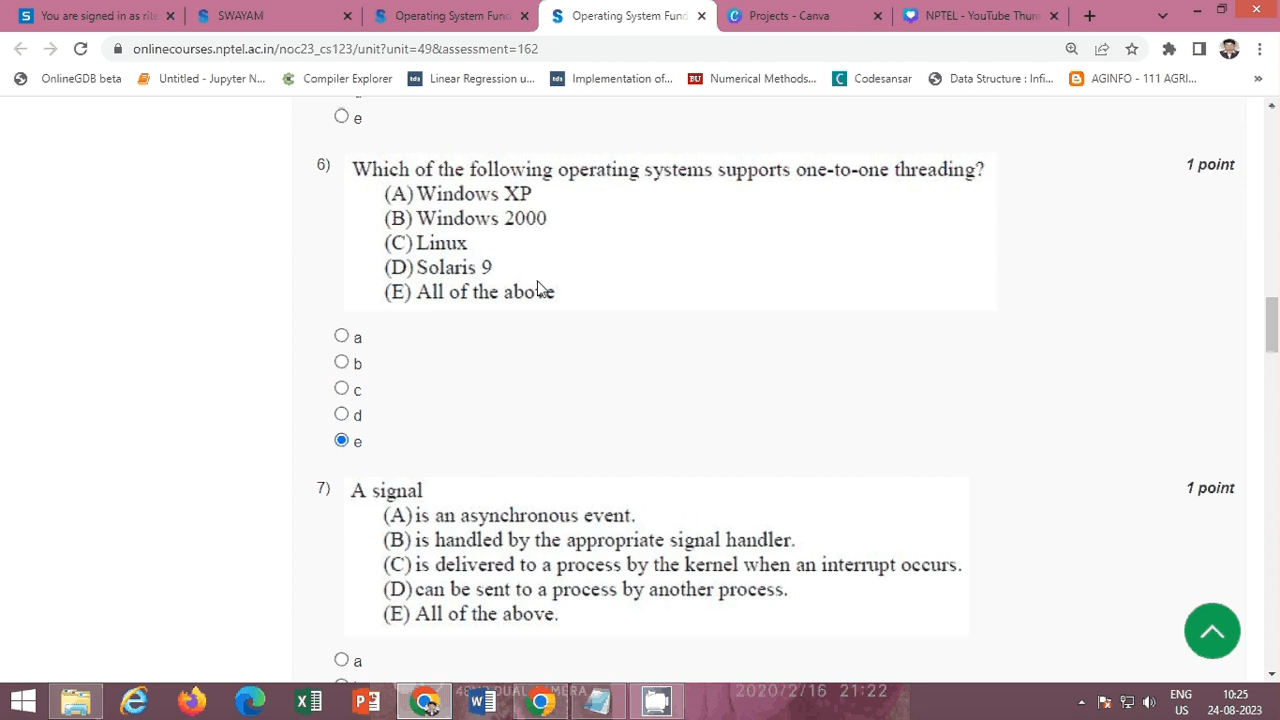 You are signed in as rite
SWAYAM
Operating System Fund
Operating System Fund
Projects - Canva
NPTEL - YouTube Thum
onlinecourses.nptel.ac.in/noc23_cs123/unit?unit=49&assessment=162
OnlineGDB beta
Untitled - Jupyter N...
Compiler Explorer
Linear Regression u...
Implementation of...
Numerical Methods...
Codesansar
Data Structure : Infi...
AGINFO - 111 AGRI...
»
e
6) Which of the following operating systems supports one-to-one threading? 1 point
(A) Windows XP
(B) Windows 2000
(C) Linux
(D) Solaris 9
(E) All of the above
a
b
c
d
e
7) A signal 1 point
(A) is an asynchronous event.
(B) is handled by the appropriate signal handler.
(C) is delivered to a process by the kernel when an interrupt occurs.
(D) can be sent to a process by another process.
(E) All of the above.
a
DUAL CAMERA
2020/2/16 21:22
ENG 10:25
US 24-08-2023